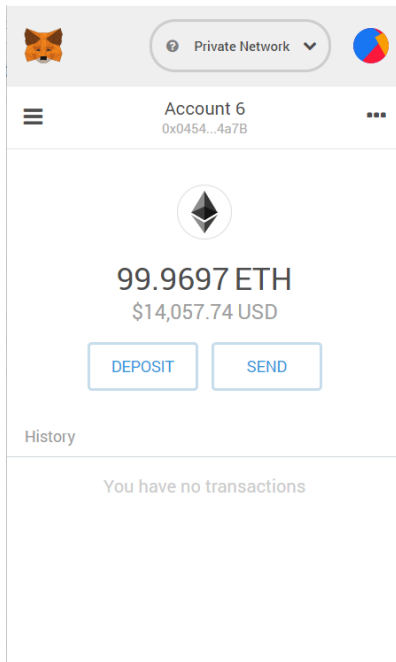 Private Network
Account 6
0x0454...4a7B
99.9697 ETH
$14,057.74 USD
DEPOSIT
SEND
History
You have no transactions